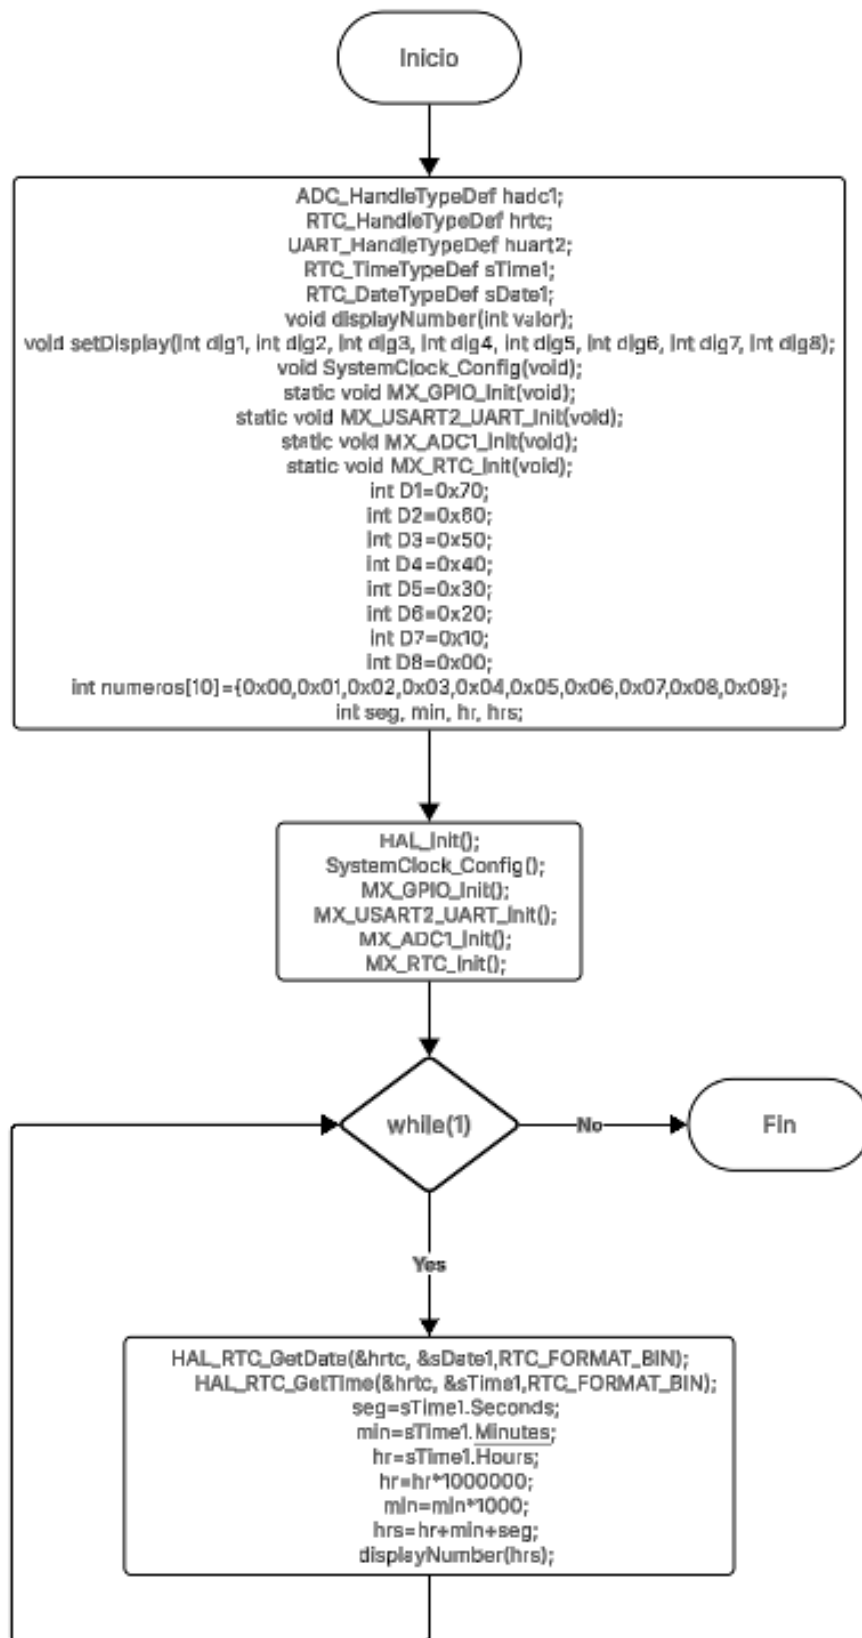 Inicio
ADC_HandleTypeDef hadc1;
RTC_HandleTypeDef hrtc;
UART_HandleTypeDef huart2;
RTC_TimeTypeDef sTime1;
RTC_DateTypeDef sDate1;
void displayNumber(int valor);
void setDisplay(int dig1, int dig2, int dig3, int dig4, int dig5, int dig6, int dig7, int dig8);
void SystemClock_Config(void);
static void MX_GPIO_Init(void);
static void MX_USART2_UART_Init(void);
static void MX_ADC1_Init(void);
static void MX_RTC_Init(void);
int D1=0x70;
int D2=0x60;
int D3=0x50;
int D4=0x40;
int D5=0x30;
int D6=0x20;
int D7=0x10;
int D8=0x00;
int numeros[10]={0x00,0x01,0x02,0x03,0x04,0x05,0x06,0x07,0x08,0x09};
int seg, min, hr, hrs;
HAL_Init();
SystemClock_Config();
MX_GPIO_Init();
MX_USART2_UART_Init();
MX_ADC1_Init();
MX_RTC_Init();
while(1)
No
Fin
Yes
HAL_RTC_GetDate(&hrtc, &sDate1,RTC_FORMAT_BIN);
HAL_RTC_GetTime(&hrtc, &sTime1,RTC_FORMAT_BIN);
seg=sTime1.Seconds;
min=sTime1.Minutes;
hr=sTime1.Hours;
hr=hr*1000000;
min=min*1000;
hrs=hr+min+seg;
displayNumber(hrs);